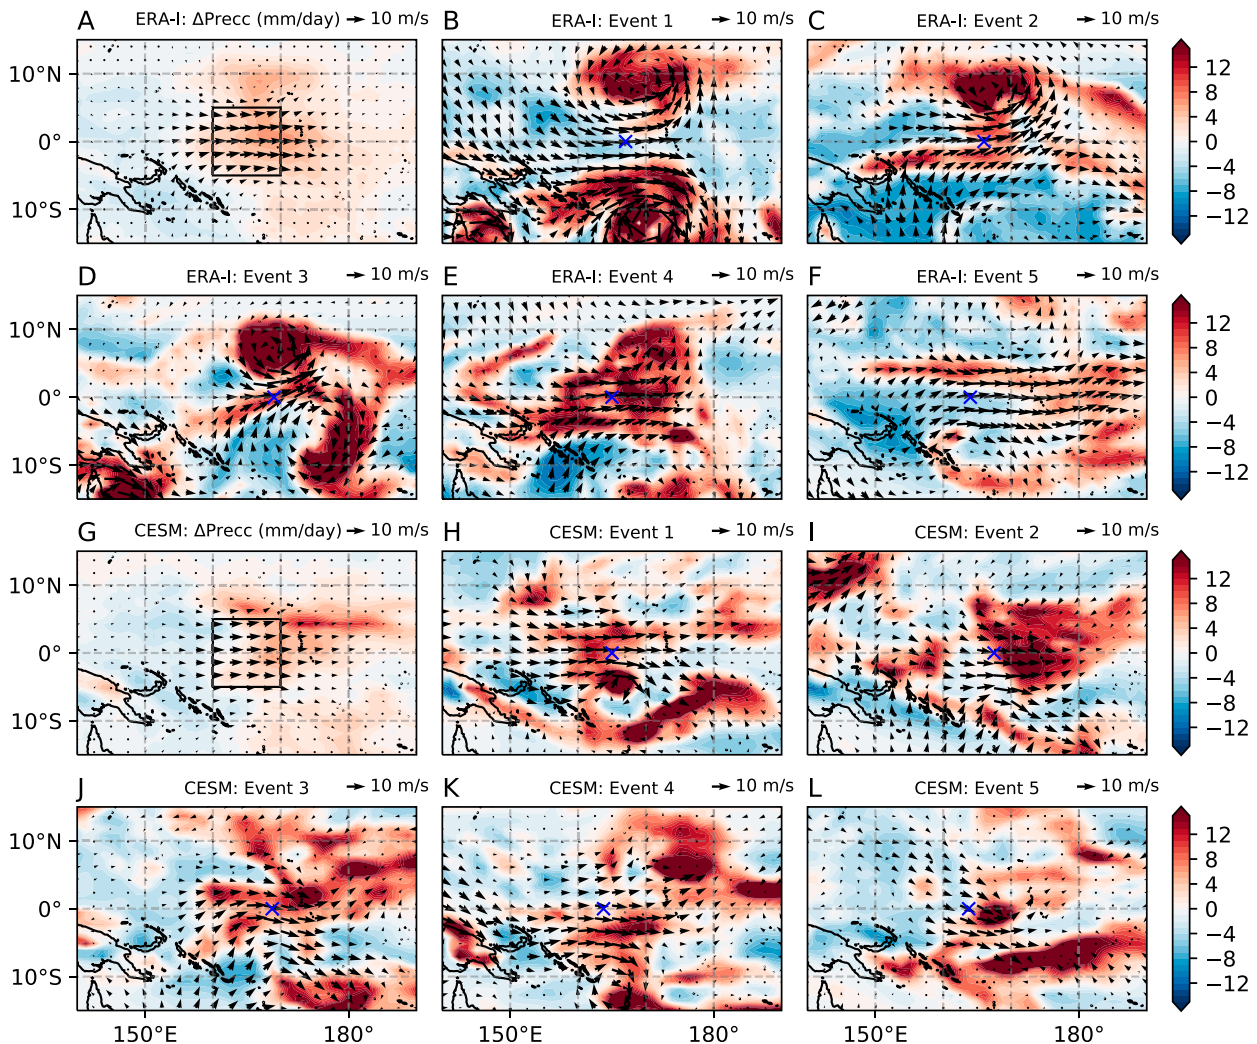 A ERA-I: ΔPrecc (mm/day) 10 m/s B ERA-I: Event 1 10 m/s C ERA-I: Event 2 10 m/s
10°N
0°
10°S
12
8
4
0
−4
−8
−12
D ERA-I: Event 3 10 m/s E ERA-I: Event 4 10 m/s F ERA-I: Event 5 10 m/s
10°N
0°
10°S
12
8
4
0
−4
−8
−12
G CESM: ΔPrecc (mm/day) 10 m/s H CESM: Event 1 10 m/s I CESM: Event 2 10 m/s
10°N
0°
10°S
12
8
4
0
−4
−8
−12
J CESM: Event 3 10 m/s K CESM: Event 4 10 m/s L CESM: Event 5 10 m/s
10°N
0°
10°S
12
8
4
0
−4
−8
−12
150°E 180° 150°E 180° 150°E 180°